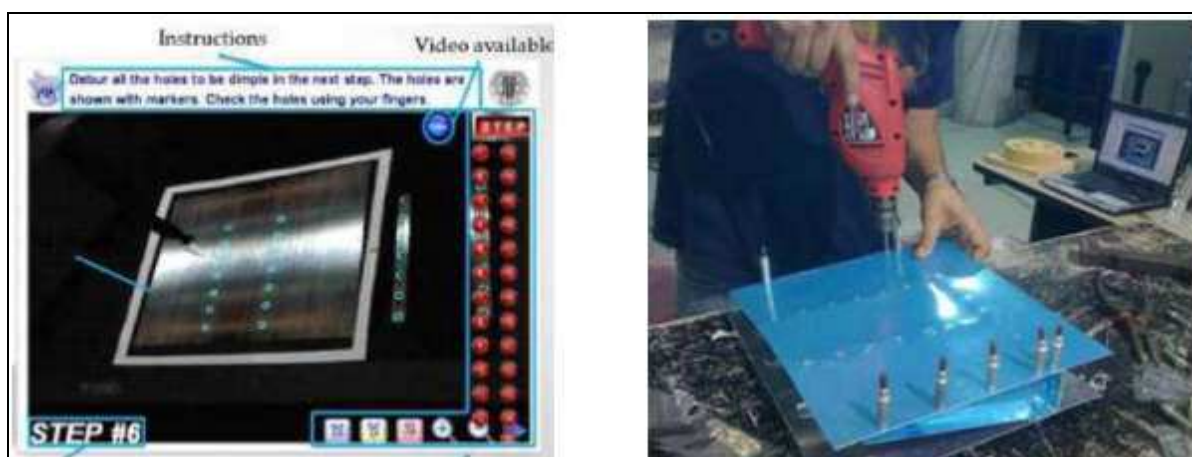 Instructions
Video available
Debur all the holes to be dimple in the next step. The holes are
shown with markers. Check the holes using your fingers
STEP
STEP #6